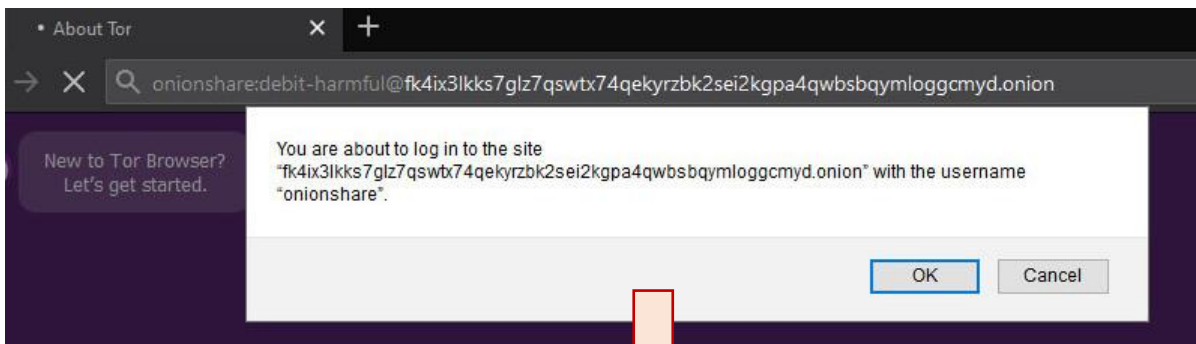 • About Tor
onionshare:debit-harmful@fk4ix3lkks7glz7qswtx74qekyrzbk2sei2kgpa4qwbsbqymloggcmyd.onion
New to Tor Browser?
Let's get started.
You are about to log in to the site
"fk4ix3lkks7glz7qswtx74qekyrzbk2sei2kgpa4qwbsbqymloggcmyd.onion" with the username
"onionshare".
OK Cancel